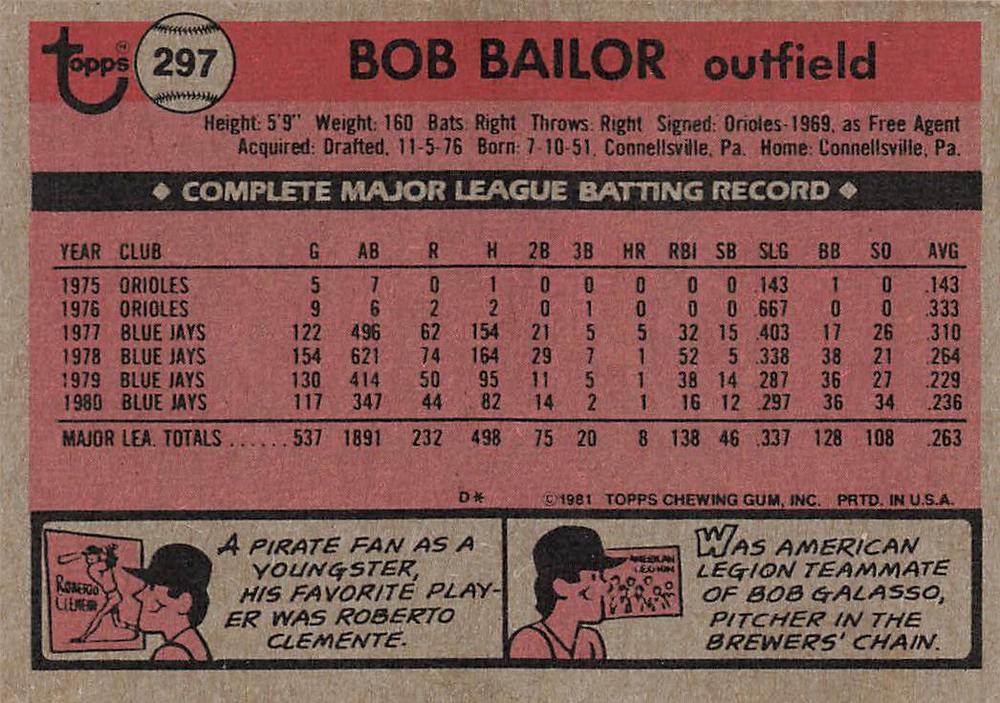 Topps 297 BOB BAILOR outfield
Height: 5'9" Weight: 160 Bats: Right Throws: Right Signed: Orioles-1969, as Free Agent
Acquired: Drafted, 11-5-76 Born: 7-10-51, Connellsville, Pa. Home: Connellsville, Pa.
◆ COMPLETE MAJOR LEAGUE BATTING RECORD ◆
YEAR CLUB G AB R H 2B 3B HR RBI SB SLG BB SO AVG
1975 ORIOLES 5 7 0 1 0 0 0 0 0 .143 1 0 .143
1976 ORIOLES 9 6 2 2 0 1 0 0 0 .667 0 0 .333
1977 BLUE JAYS 122 496 62 154 21 5 5 32 15 .403 17 26 .310
1978 BLUE JAYS 154 621 74 164 29 7 1 52 5 .338 38 21 .264
1979 BLUE JAYS 130 414 50 95 11 5 1 38 14 .287 36 27 .229
1980 BLUE JAYS 117 347 44 82 14 2 1 16 12 .297 36 34 .236
MAJOR LEA. TOTALS ...... 537 1891 232 498 75 20 8 138 46 .337 128 108 .263
D* ©1981 TOPPS CHEWING GUM, INC. PRTD. IN U.S.A.
ROBERTO
CLEMENTE
A PIRATE FAN AS A
YOUNGSTER,
HIS FAVORITE PLAY-
ER WAS ROBERTO
CLEMENTE.
AMERICAN
LEGION
WAS AMERICAN
LEGION TEAMMATE
OF BOB GALASSO,
PITCHER IN THE
BREWERS' CHAIN.